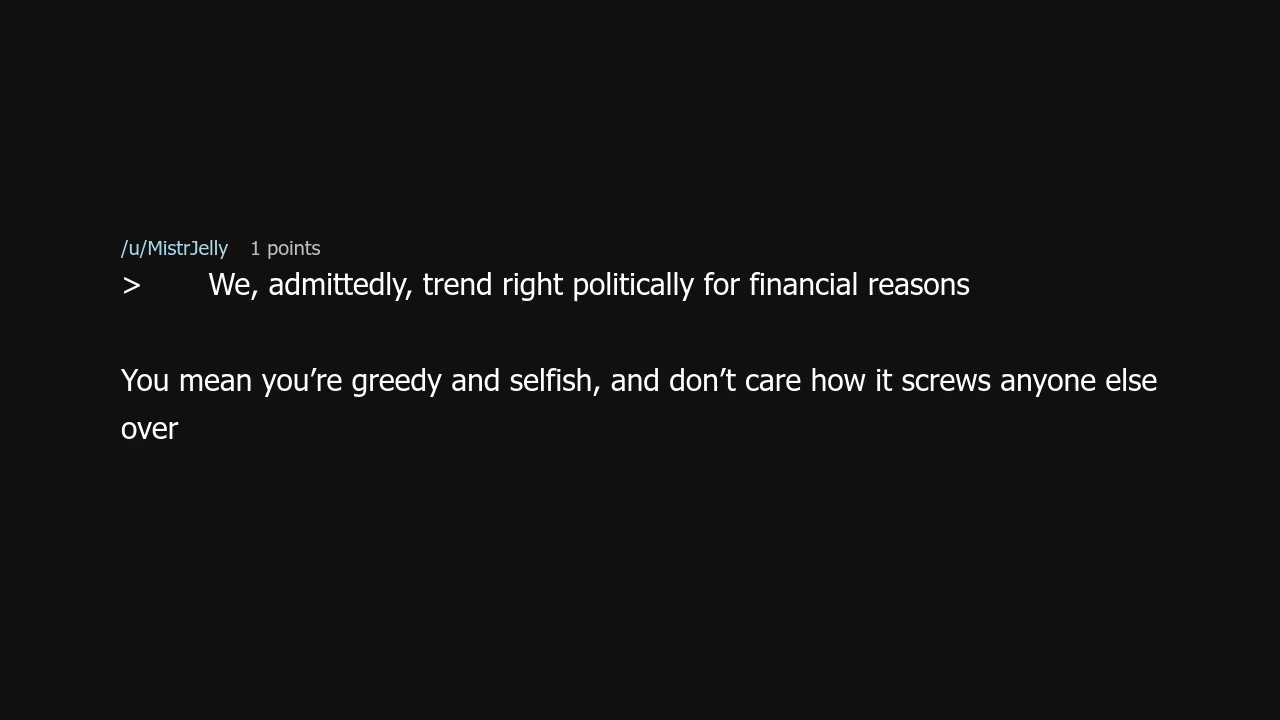 /u/MistrJelly 1 points
> We, admittedly, trend right politically for financial reasons
You mean you’re greedy and selfish, and don’t care how it screws anyone else
over